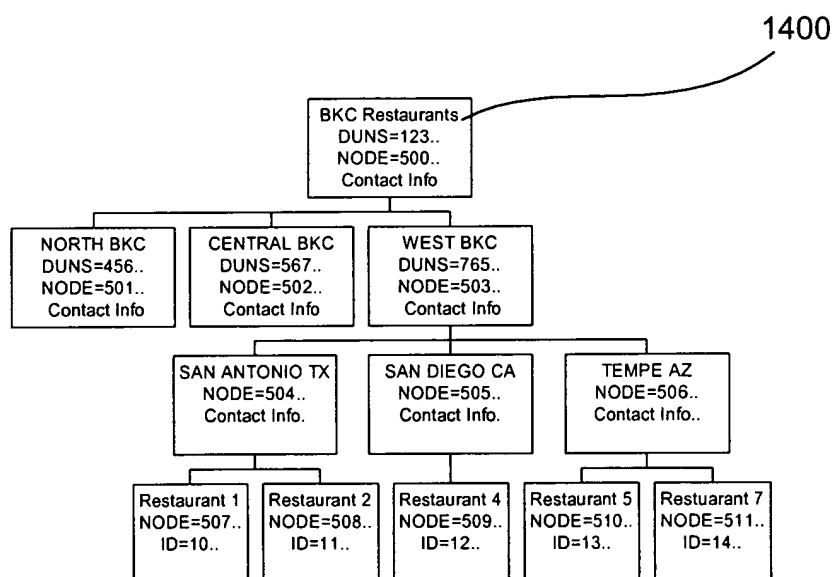 1400
BKC Restaurants
DUNS=123..
NODE=500..
Contact Info
NORTH BKC
DUNS=456..
NODE=501..
Contact Info
CENTRAL BKC
DUNS=567..
NODE=502..
Contact Info
WEST BKC
DUNS=765..
NODE=503..
Contact Info
SAN ANTONIO TX
NODE=504..
Contact Info.
SAN DIEGO CA
NODE=505..
Contact Info.
TEMPE AZ
NODE=506..
Contact Info..
Restaurant 1
NODE=507..
ID=10..
Restaurant 2
NODE=508..
ID=11..
Restaurant 4
NODE=509..
ID=12..
Restaurant 5
NODE=510..
ID=13..
Restuarant 7
NODE=511..
ID=14..